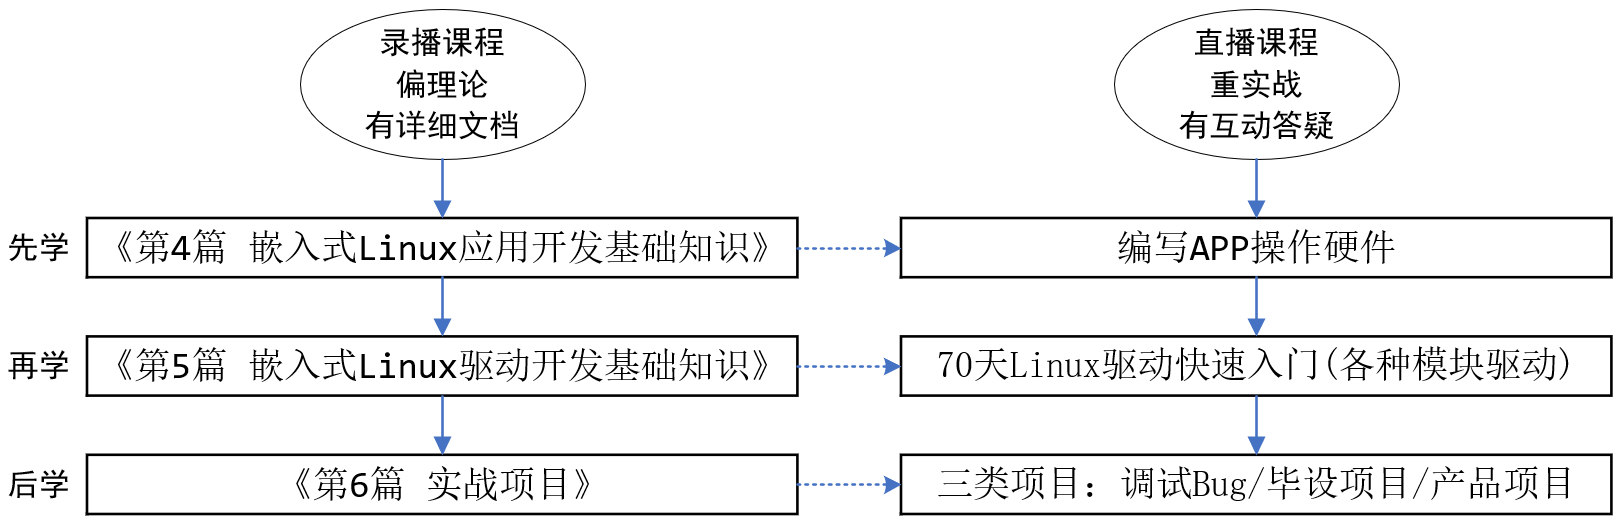 录播课程
偏理论
有详细文档
直播课程
重实战
有互动答疑
先学
《第4篇 嵌入式Linux应用开发基础知识》
编写APP操作硬件
再学
《第5篇 嵌入式Linux驱动开发基础知识》
70天Linux驱动快速入门(各种模块驱动)
后学
《第6篇 实战项目》
三类项目：调试Bug/毕设项目/产品项目